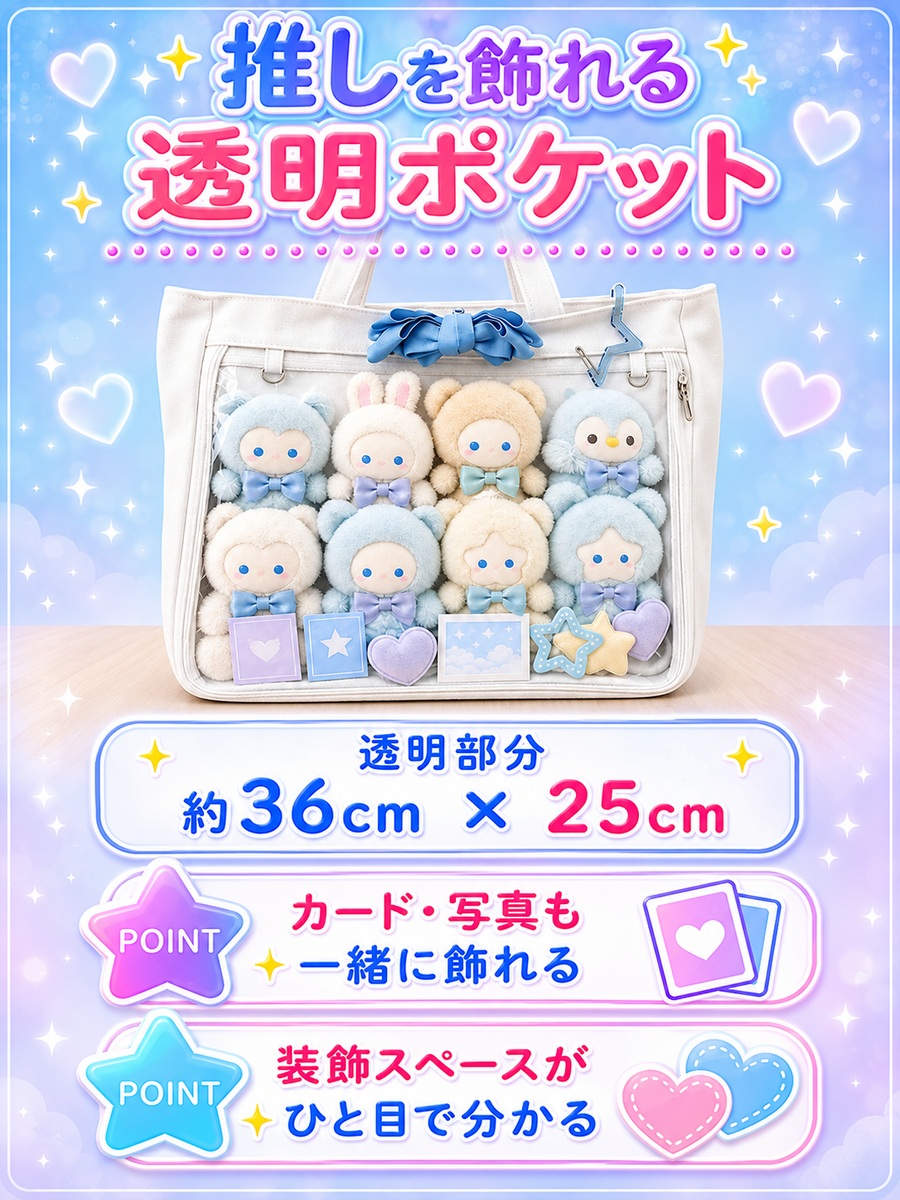 推しを飾れる
透明ポケット
透明部分
約36cm × 25cm
POINT
カード・写真も
一緒に飾れる
POINT
装飾スペースが
ひと目で分かる